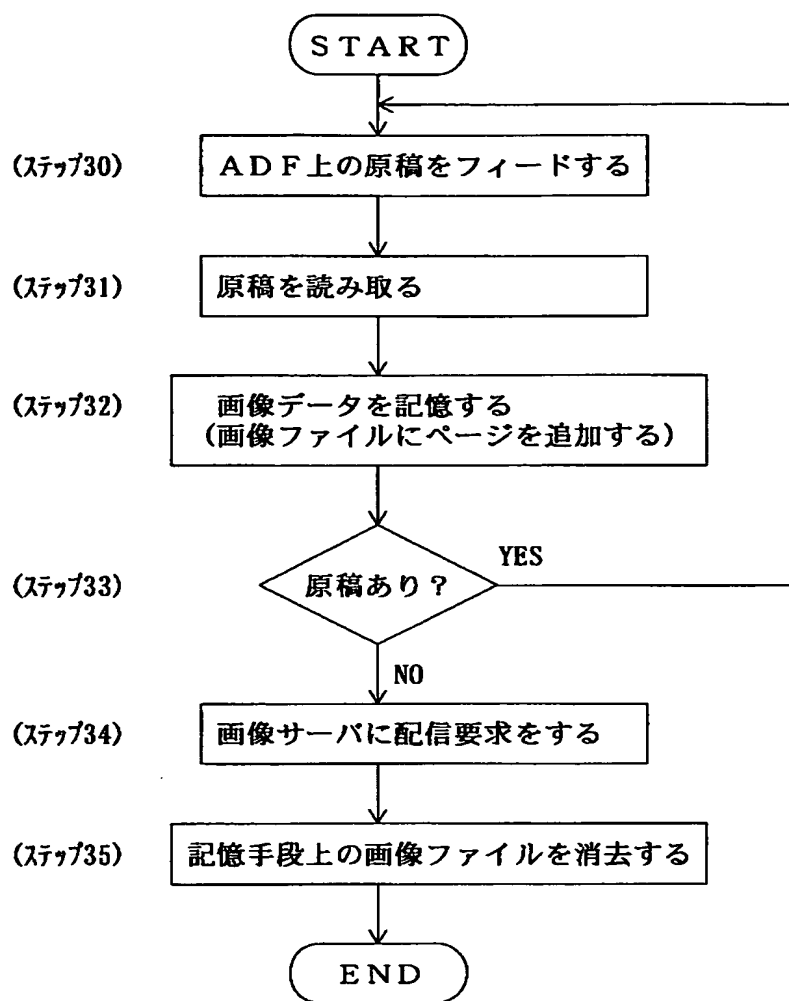 ＳＴＡＲＴ
(ｽﾃｯﾌﾟ30)
ＡＤＦ上の原稿をフィードする
(ｽﾃｯﾌﾟ31)
原稿を読み取る
(ｽﾃｯﾌﾟ32)
画像データを記憶する
(画像ファイルにページを追加する)
YES
(ｽﾃｯﾌﾟ33)
原稿あり？
NO
(ｽﾃｯﾌﾟ34)
画像サーバに配信要求をする
(ｽﾃｯﾌﾟ35)
記憶手段上の画像ファイルを消去する
ＥＮＤ